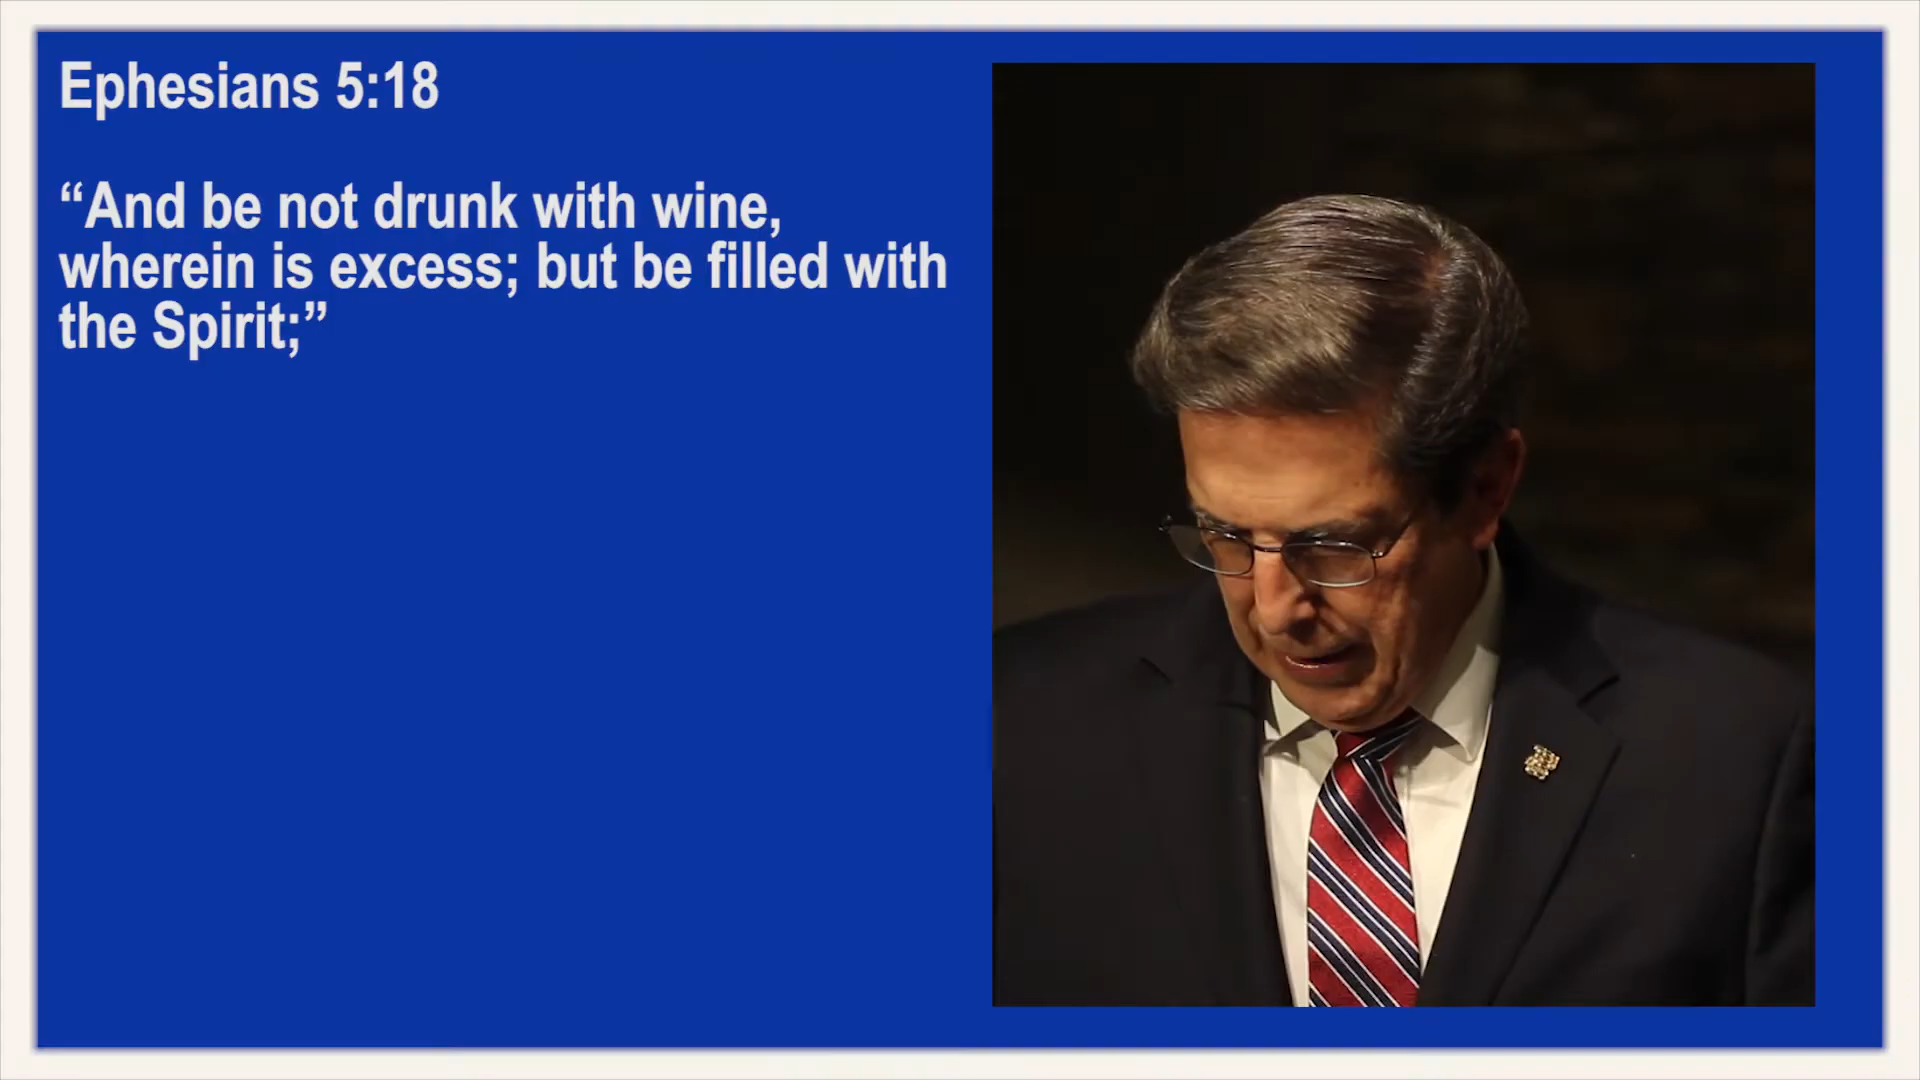 Ephesians 5:18
“And be not drunk with wine,
wherein is excess; but be filled with
the Spirit;”